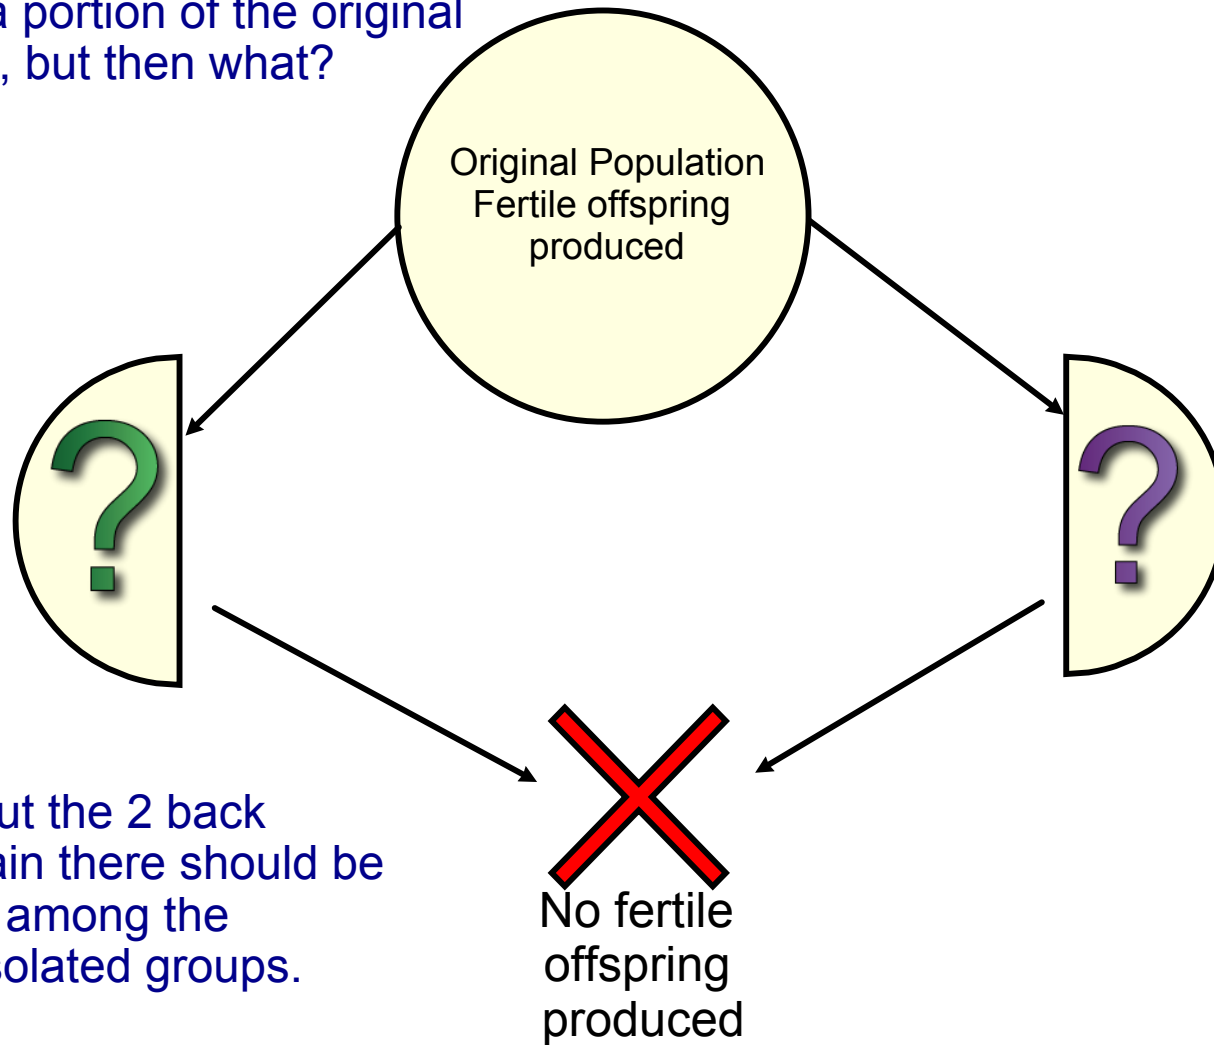 a portion of the original
, but then what?
Original Population
Fertile offspring
produced
?
?
ut the 2 back
ain there should be
among the
solated groups.
No fertile
offspring
produced